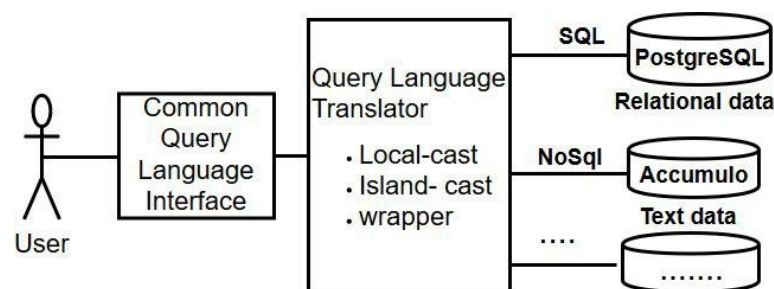 User
Common
Query
Language
Interface
Query Language
Translator
• Local-cast
• Island- cast
• wrapper
SQL
PostgreSQL
Relational data
NoSql
Accumulo
Text data
....
.......